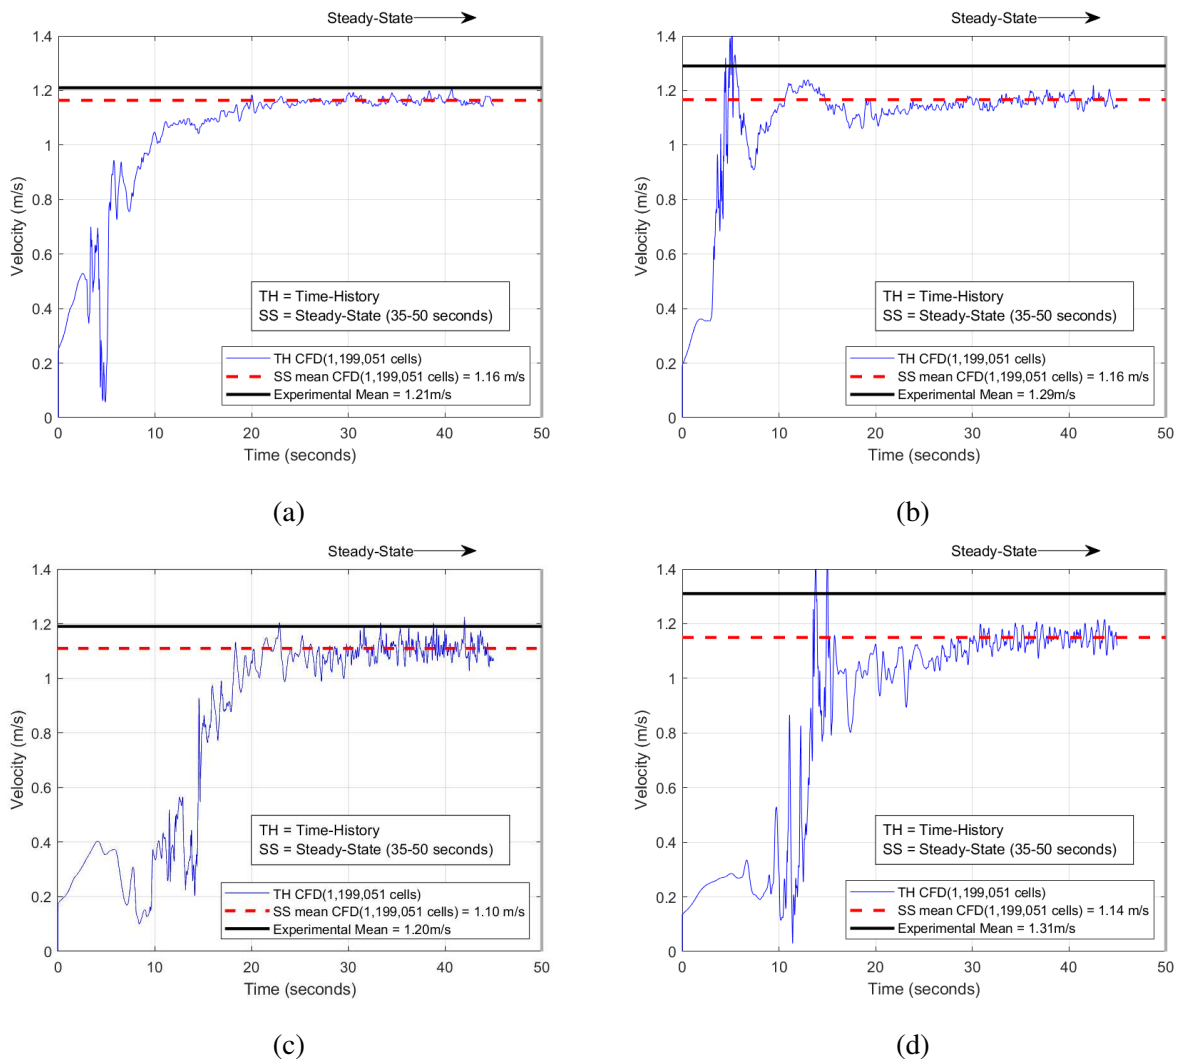 Steady-State
1.4
1.2
1
0.8
0.6
0.4
0.2
0
Velocity (m/s)
TH = Time-History
SS = Steady-State (35-50 seconds)
TH CFD(1,199,051 cells)
SS mean CFD(1,199,051 cells) = 1.16 m/s
Experimental Mean = 1.21m/s
0 10 20 30 40 50
Time (seconds)
(a)
Steady-State
1.4
1.2
1
0.8
0.6
0.4
0.2
0
Velocity (m/s)
TH = Time-History
SS = Steady-State (35-50 seconds)
TH CFD(1,199,051 cells)
SS mean CFD(1,199,051 cells) = 1.16 m/s
Experimental Mean = 1.29m/s
0 10 20 30 40 50
Time (seconds)
(b)
Steady-State
1.4
1.2
1
0.8
0.6
0.4
0.2
0
Velocity (m/s)
TH = Time-History
SS = Steady-State (35-50 seconds)
TH CFD(1,199,051 cells)
SS mean CFD(1,199,051 cells) = 1.10 m/s
Experimental Mean = 1.20m/s
0 10 20 30 40 50
Time (seconds)
(c)
Steady-State
1.4
1.2
1
0.8
0.6
0.4
0.2
0
Velocity (m/s)
TH = Time-History
SS = Steady-State (35-50 seconds)
TH CFD(1,199,051 cells)
SS mean CFD(1,199,051 cells) = 1.14 m/s
Experimental Mean = 1.31m/s
0 10 20 30 40 50
Time (seconds)
(d)